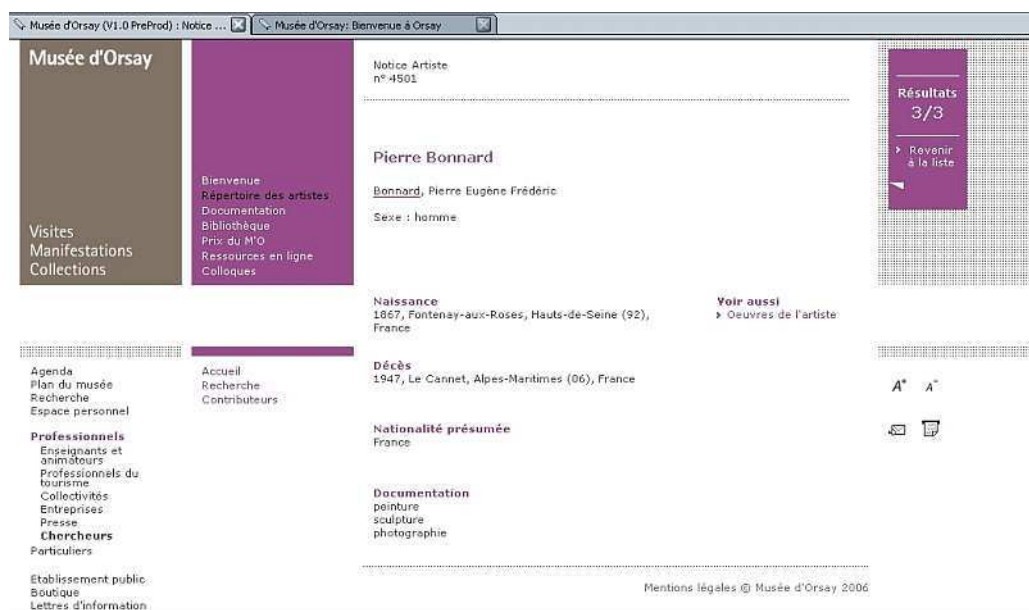 Musée d'Orsay (V1.0 PreProd) : Notice ...
Musée d'Orsay: Bienvenue à Orsay
Musée d'Orsay
Visites
Manifestations
Collections
Bienvenue
Répertoire des artistes
Documentation
Bibliothèque
Prix du M'O
Ressources en ligne
Colloques
Notice Artiste
n° 4501
Pierre Bonnard
Bonnard, Pierre Eugène Frédéric
Sexe : homme
Résultats
3/3
Revenir
à la liste
Naissance
1867, Fontenay-aux-Roses, Hauts-de-Seine (92),
France
Voir aussi
Oeuvres de l'artiste
Décès
1947, Le Cannet, Alpes-Maritimes (06), France
Nationalité présumée
France
Documentation
peinture
sculpture
photographie
Agenda
Plan du musée
Recherche
Espace personnel
Professionnels
Enseignants et
animateurs
Professionnels du
tourisme
Collectivités
Entreprises
Presse
Chercheurs
Particuliers
Etablissement public
Boutique
Lettres d'information
Accueil
Recherche
Contributeurs
A+ A-
Mentions légales © Musée d'Orsay 2006